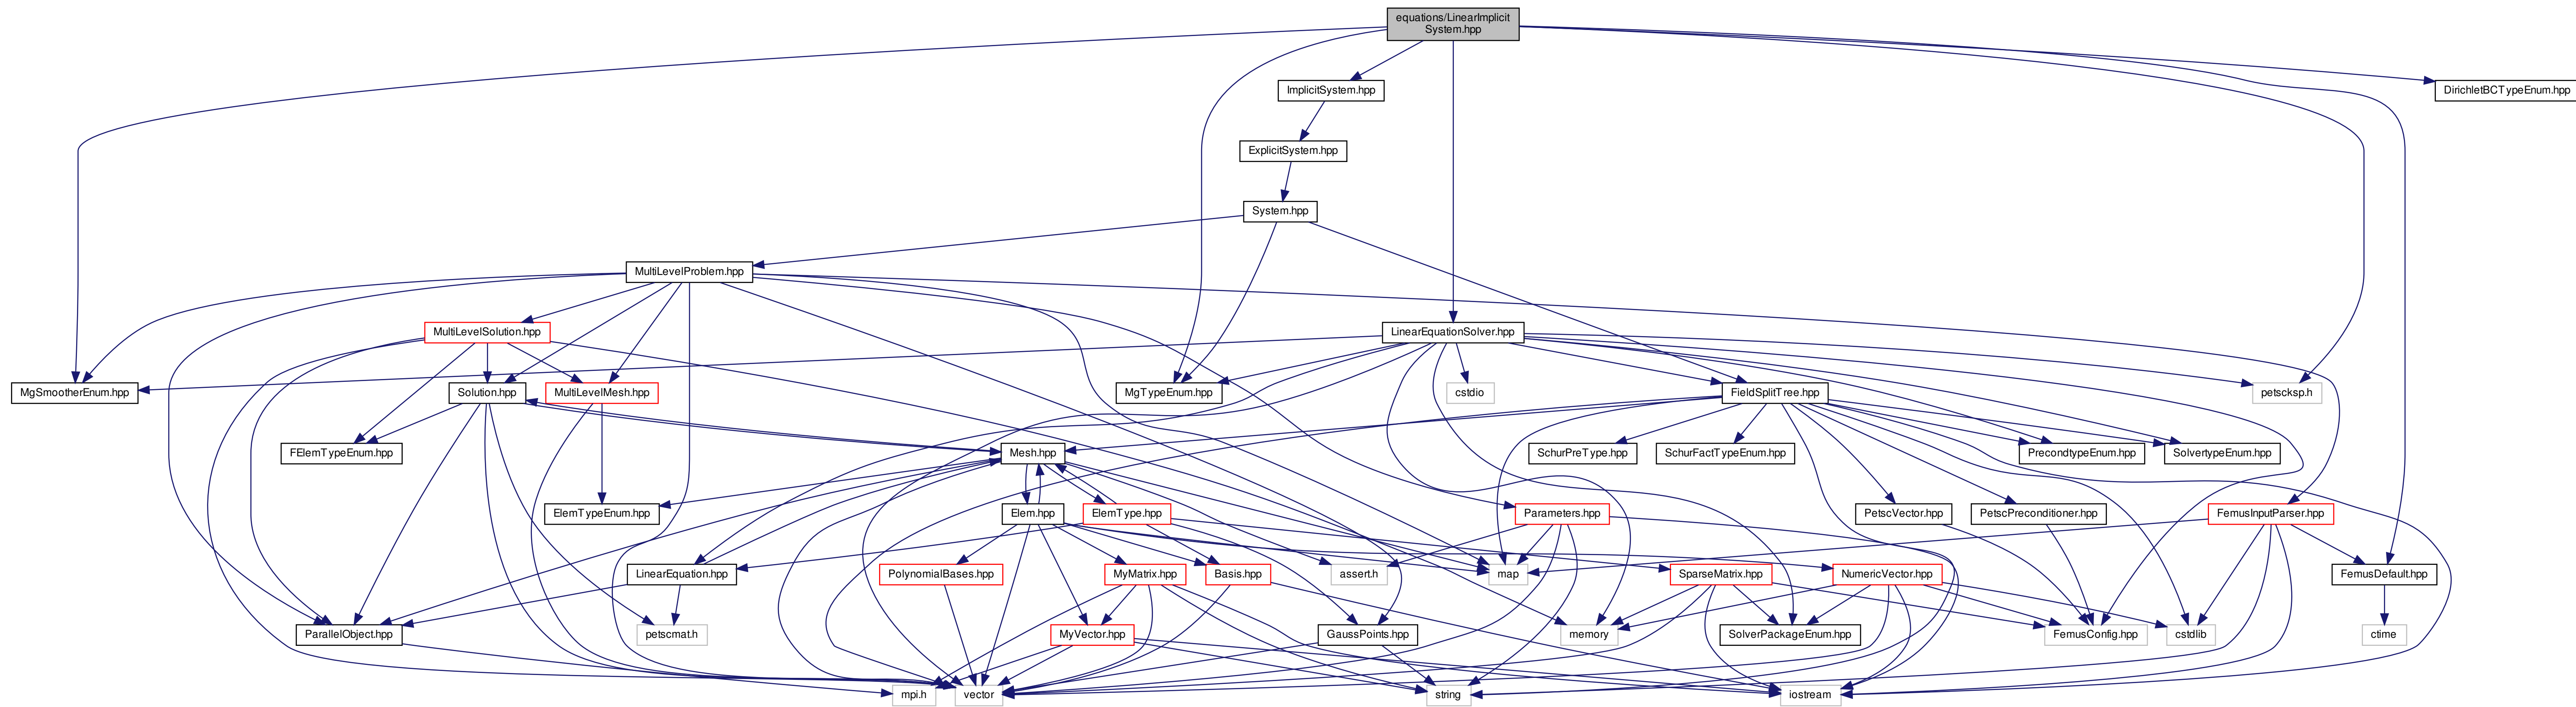 equations/LinearImplicit
System.hpp
ImplicitSystem.hpp
DirichletBCTypeEnum.hpp
ExplicitSystem.hpp
System.hpp
MultiLevelProblem.hpp
MultiLevelSolution.hpp
LinearEquationSolver.hpp
MgSmootherEnum.hpp
Solution.hpp
MultiLevelMesh.hpp
MgTypeEnum.hpp
cstdio
FieldSplitTree.hpp
petscksp.h
FElemTypeEnum.hpp
Mesh.hpp
SchurPreType.hpp
SchurFactTypeEnum.hpp
PrecondtypeEnum.hpp
SolvertypeEnum.hpp
ElemTypeEnum.hpp
Elem.hpp
ElemType.hpp
Parameters.hpp
PetscVector.hpp
PetscPreconditioner.hpp
FemusInputParser.hpp
LinearEquation.hpp
PolynomialBases.hpp
MyMatrix.hpp
Basis.hpp
assert.h
map
SparseMatrix.hpp
NumericVector.hpp
FemusDefault.hpp
ParallelObject.hpp
petscmat.h
MyVector.hpp
GaussPoints.hpp
memory
SolverPackageEnum.hpp
FemusConfig.hpp
cstdlib
ctime
mpi.h
vector
string
iostream